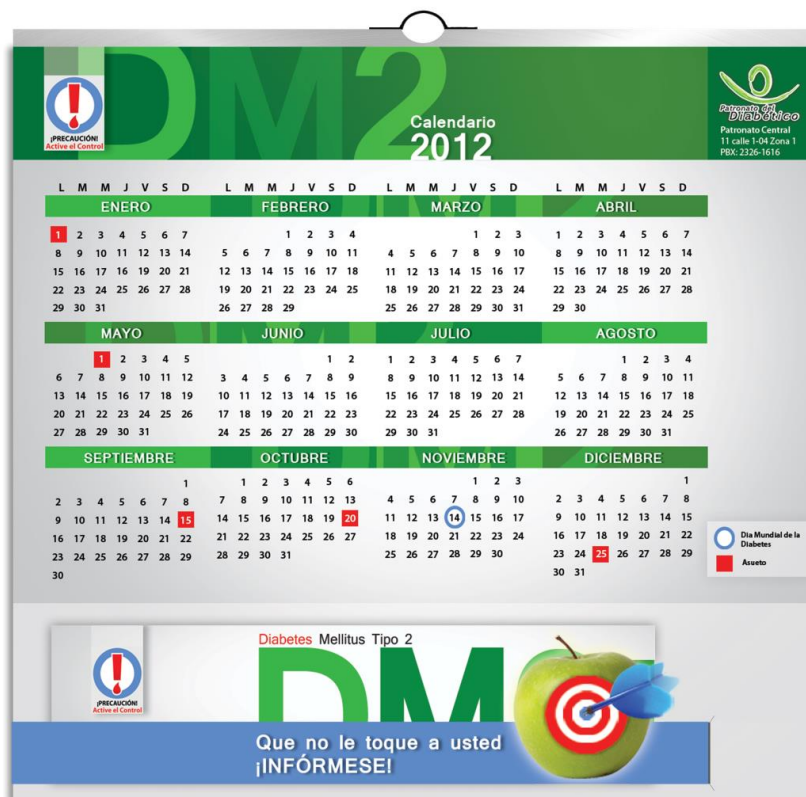 DM2
¡PRECAUCIÓN!
Active el Control
Calendario
2012
Patronato del
Diabético
Patronato Central
11 calle 1-04 Zona 1
PBX: 2326-1616
L M M J V S D L M M J V S D L M M J V S D L M M J V S D
ENERO FEBRERO MARZO ABRIL
1 2 3 4 5 6 7 1 2 3 4 1 2 3 1 2 3 4 5 6 7
8 9 10 11 12 13 14 5 6 7 8 9 10 11 4 5 6 7 8 9 10 8 9 10 11 12 13 14
15 16 17 16 19 20 21 12 13 14 15 16 17 18 11 12 13 14 15 16 17 15 16 17 18 19 20 21
22 23 24 25 26 27 28 19 20 21 22 23 24 25 18 19 20 21 22 23 24 22 23 24 25 26 27 28
29 30 31 26 27 28 29 25 26 27 28 29 30 31 29 30
MAYO JUNIO JULIO AGOSTO
1 2 3 4 5 1 2 1 2 3 4 5 6 7 1 2 3 4
6 7 8 9 10 11 12 3 4 5 6 7 8 9 8 9 10 11 12 13 14 5 6 7 8 9 10 11
13 14 15 16 17 18 19 10 11 12 13 14 15 16 15 16 17 18 19 20 21 12 13 14 15 16 17 18
20 21 22 23 24 25 26 17 18 19 20 21 22 23 22 23 24 25 26 27 28 19 20 21 22 23 24 25
27 28 29 30 31 24 25 26 27 28 29 30 29 30 31 26 27 28 29 30 31
SEPTIEMBRE OCTUBRE NOVIEMBRE DICIEMBRE
1 1 2 3 4 5 6 1 2 3 1
2 3 4 5 6 7 8 7 8 9 10 11 12 13 4 5 6 7 8 9 10 2 3 4 5 6 7 8
9 10 11 12 13 14 15 14 15 16 17 18 19 20 11 12 13 14 15 16 17 9 10 11 12 13 14 15
16 17 18 19 20 21 22 21 22 23 24 25 26 27 18 19 20 21 22 23 24 16 17 18 19 20 21 22
23 24 25 26 27 28 29 28 29 30 31 25 26 27 28 29 30 23 24 25 26 27 28 29
30 30 31
Dia Mundial de la
Diabetes
Asueto
Diabetes Mellitus Tipo 2
DM
¡PRECAUCIÓN!
Active el Control
Que no le toque a usted
¡INFÓRMESE!